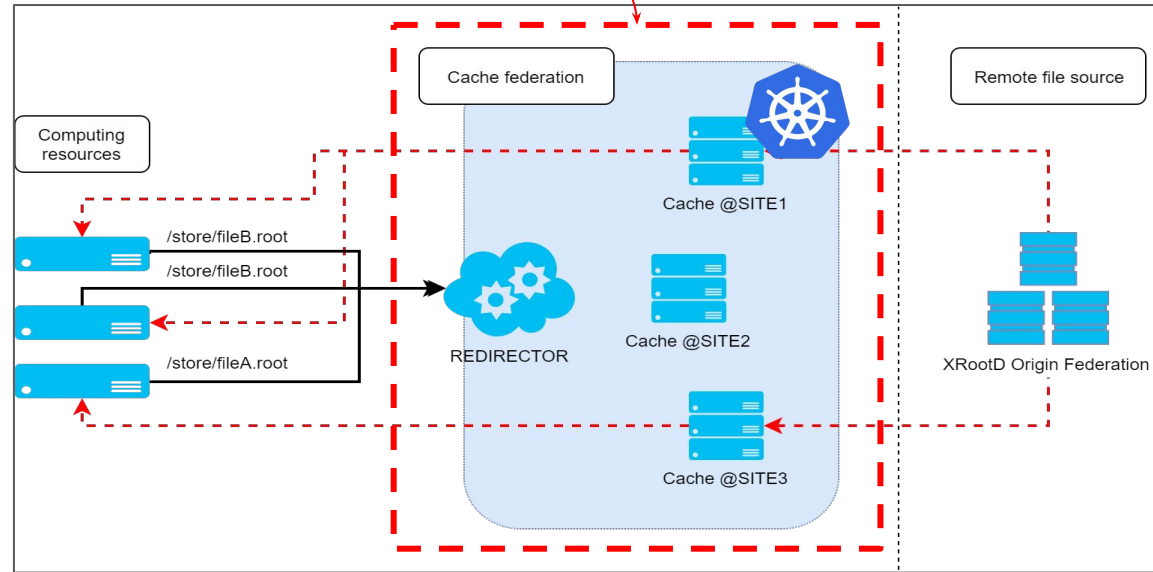 Cache federation
Remote file source
Computing
resources
Cache @SITE1
/store/fileB.root
/store/fileB.root
REDIRECTOR
Cache @SITE2
/store/fileA.root
XRootD Origin Federation
Cache @SITE3